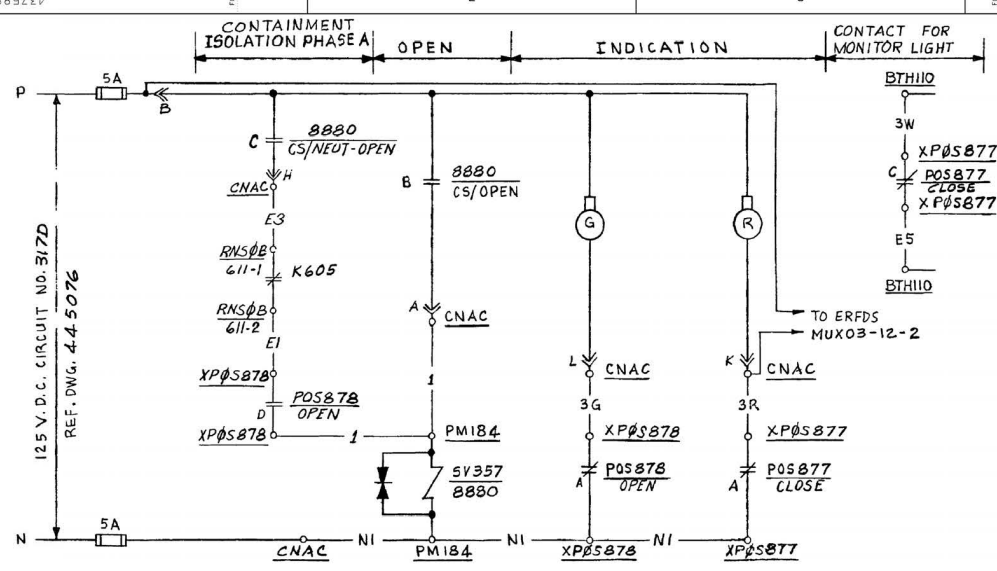 CONTAINMENT
ISOLATION PHASE A
OPEN
INDICATION
CONTACT FOR
MONITOR LIGHT
P
5A
B
BTH110
3W
XPØS877
C
POS877
CLOSE
XPØS877
E5
BTH110
C
8880
CS/NEUT-OPEN
H
CNAC
E3
RNSØB
611-1
K605
RNSØB
611-2
E1
XPØS878
D
POS878
OPEN
XPØS878
1
B
8880
CS/OPEN
A
CNAC
1
PM184
SV357
8880
G
L
CNAC
3G
XPØS878
A
POS878
OPEN
R
K
CNAC
3R
XPØS877
A
POS877
CLOSE
TO ERFDS
MUX03-12-2
125 V.D.C. CIRCUIT NO. 317D
REF. DWG. 445076
N
5A
CNAC
N1
PM184
N1
XPØS878
N1
XPØS877